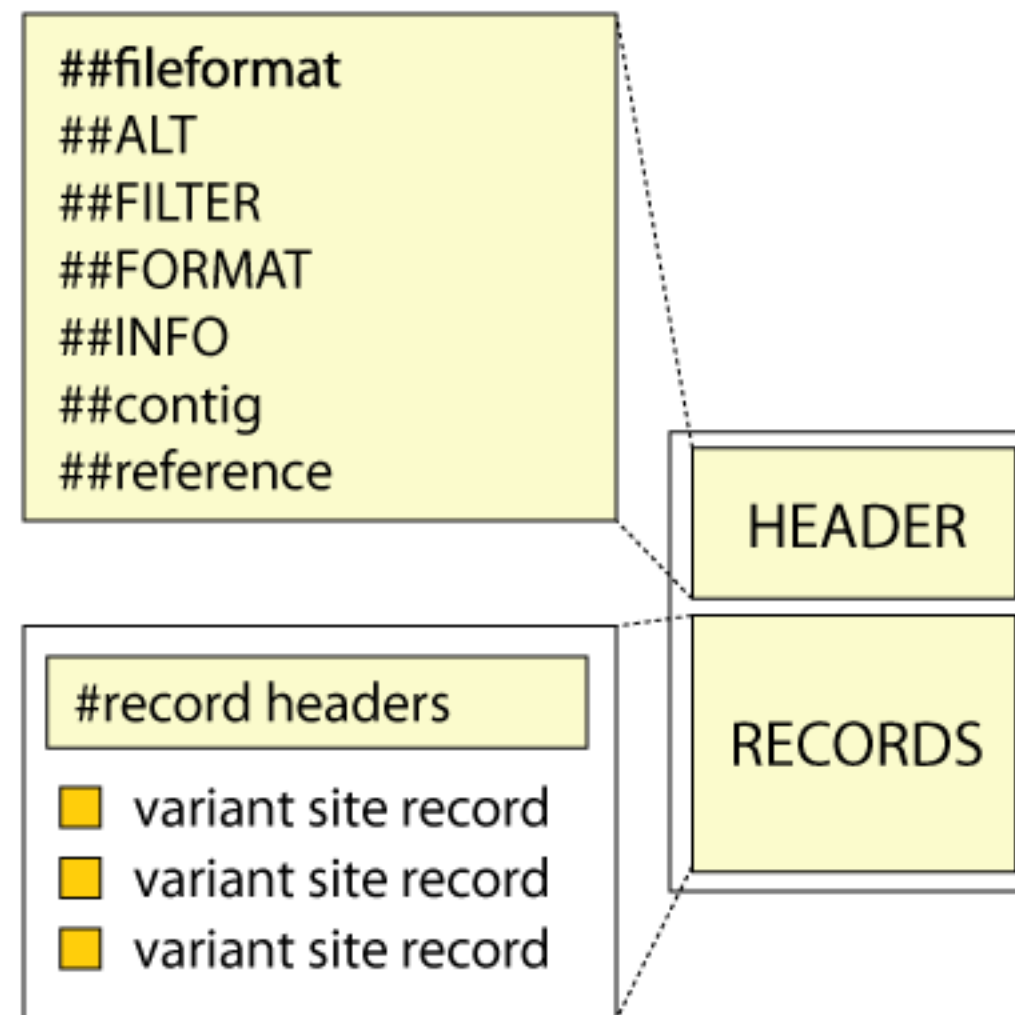 ##fileformat
##ALT
##FILTER
##FORMAT
##INFO
##contig
##reference
HEADER
#record headers
variant site record
variant site record
variant site record
RECORDS